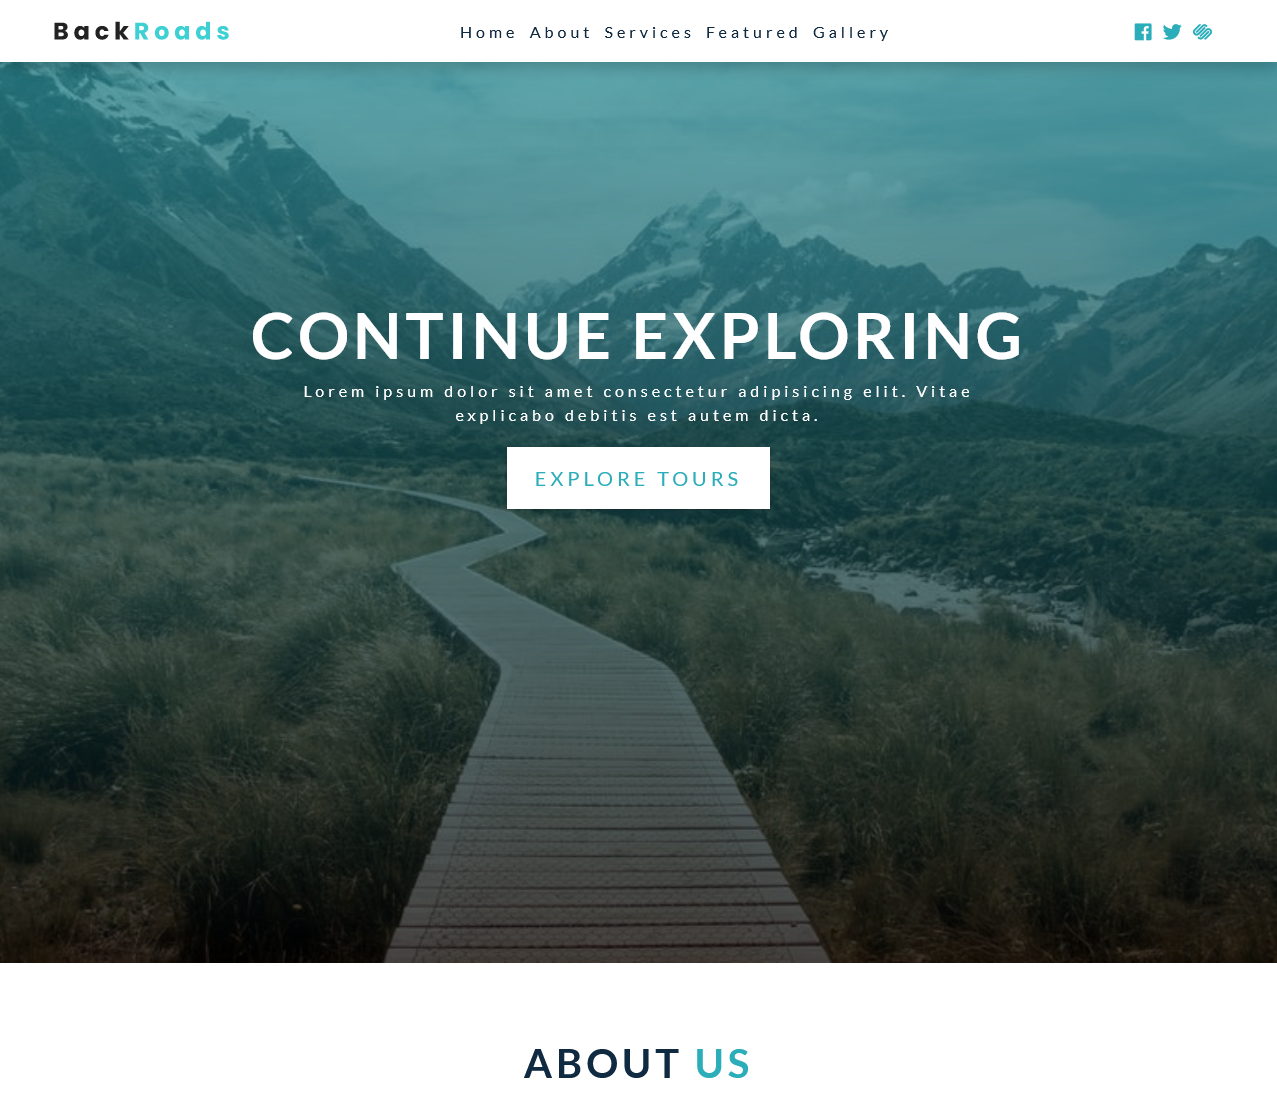 BackRoads
Home About Services Featured Gallery
CONTINUE EXPLORING
Lorem ipsum dolor sit amet consectetur adipisicing elit. Vitae
explicabo debitis est autem dicta.
EXPLORE TOURS
ABOUT US